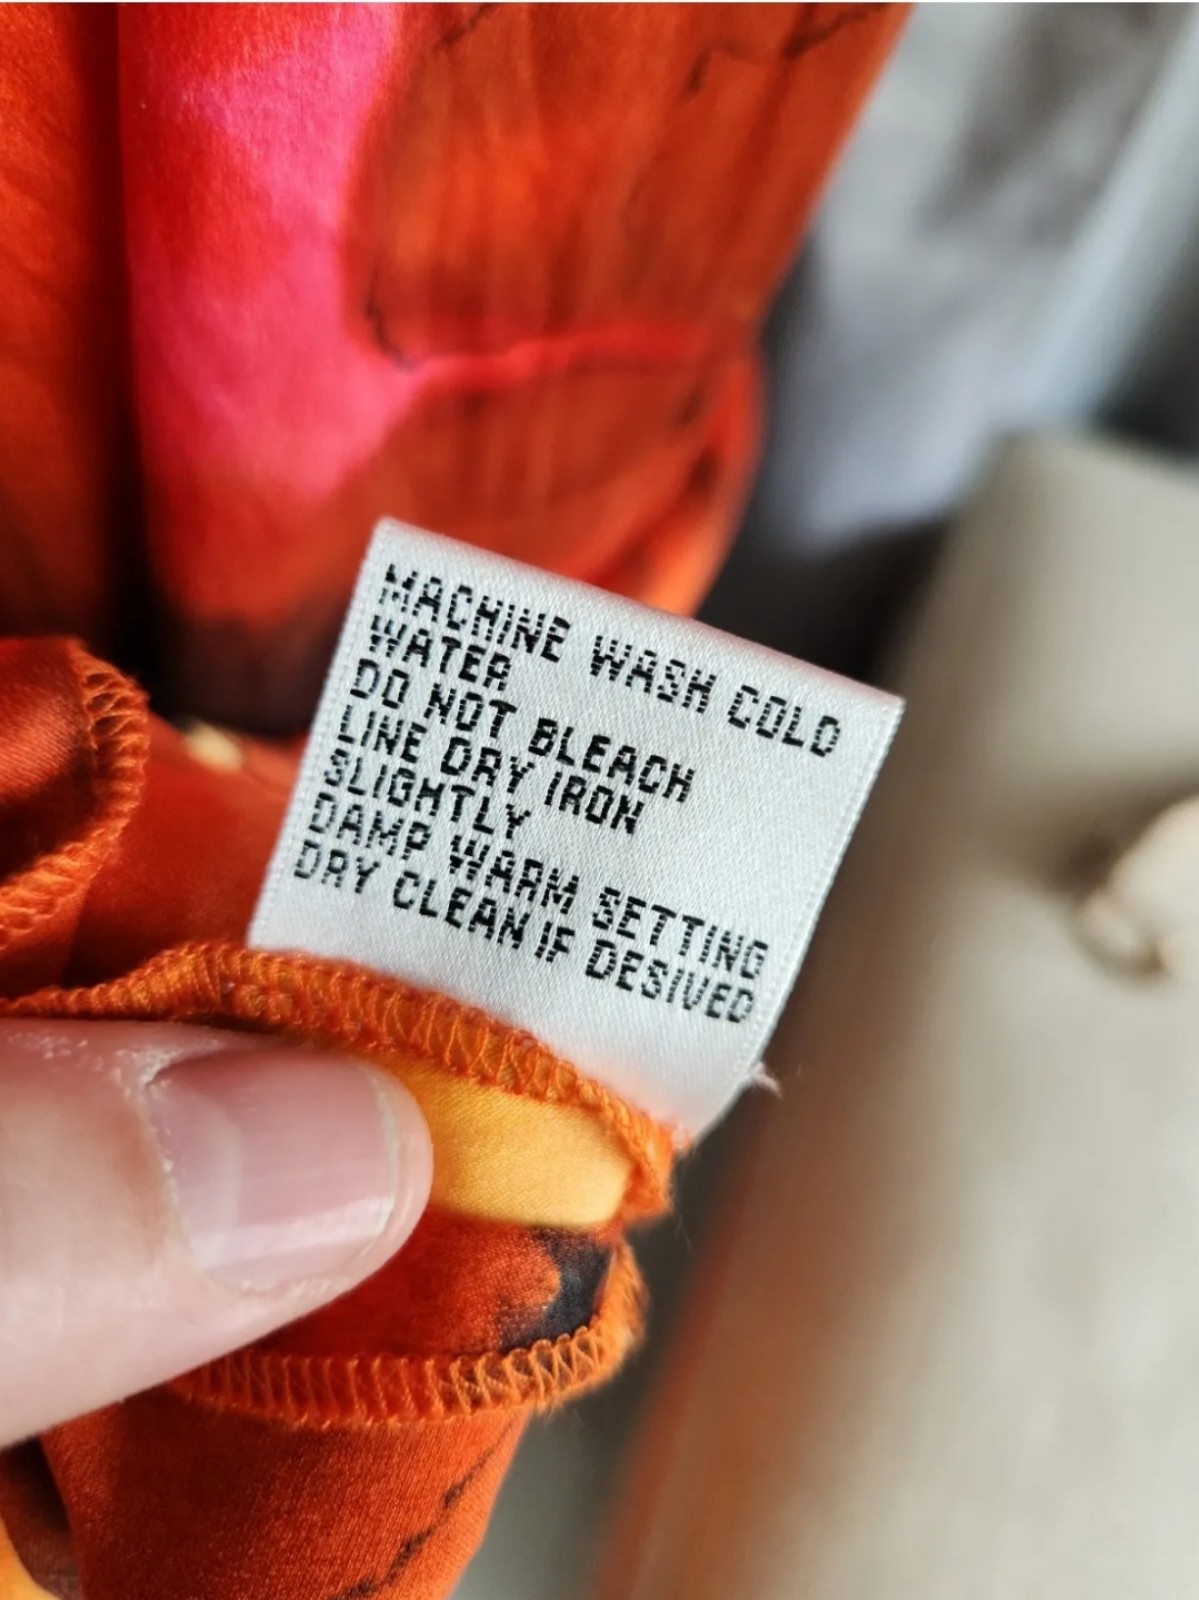 MACHINE WASH COLD
WATER
DO NOT BLEACH
LINE DRY IRON
SLIGHTLY
DAMP WARM SETTING
DRY CLEAN IF DESIVED